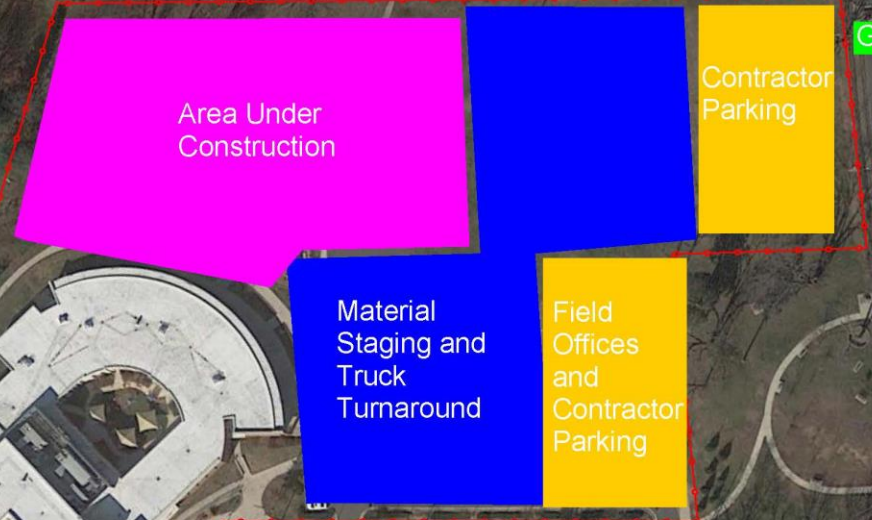 Area Under
Construction
Contractor
Parking
G
Material
Staging and
Truck
Turnaround
Field
Offices
and
Contractor
Parking